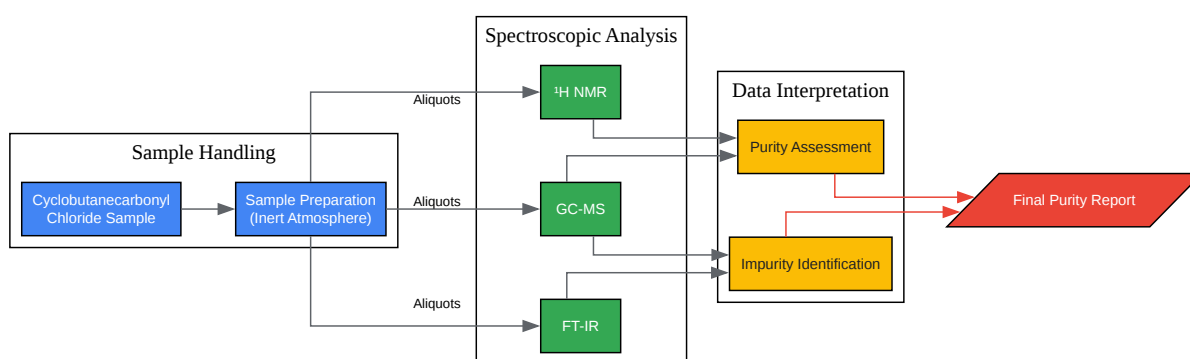 Spectroscopic Analysis
¹H NMR
Aliquots
Data Interpretation
Sample Handling
Purity Assessment
Cyclobutanecarbonyl
Chloride Sample
Sample Preparation
(Inert Atmosphere)
Aliquots
GC-MS
Final Purity Report
Impurity Identification
Aliquots
FT-IR